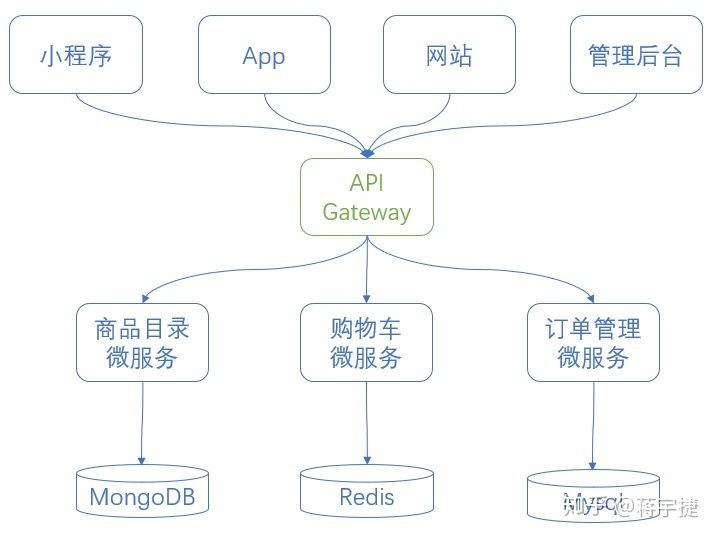 小程序
App
网站
管理后台
API
Gateway
商品目录
微服务
购物车
微服务
订单管理
微服务
MongoDB
Redis
Mysql
知乎 @蒋宇捷